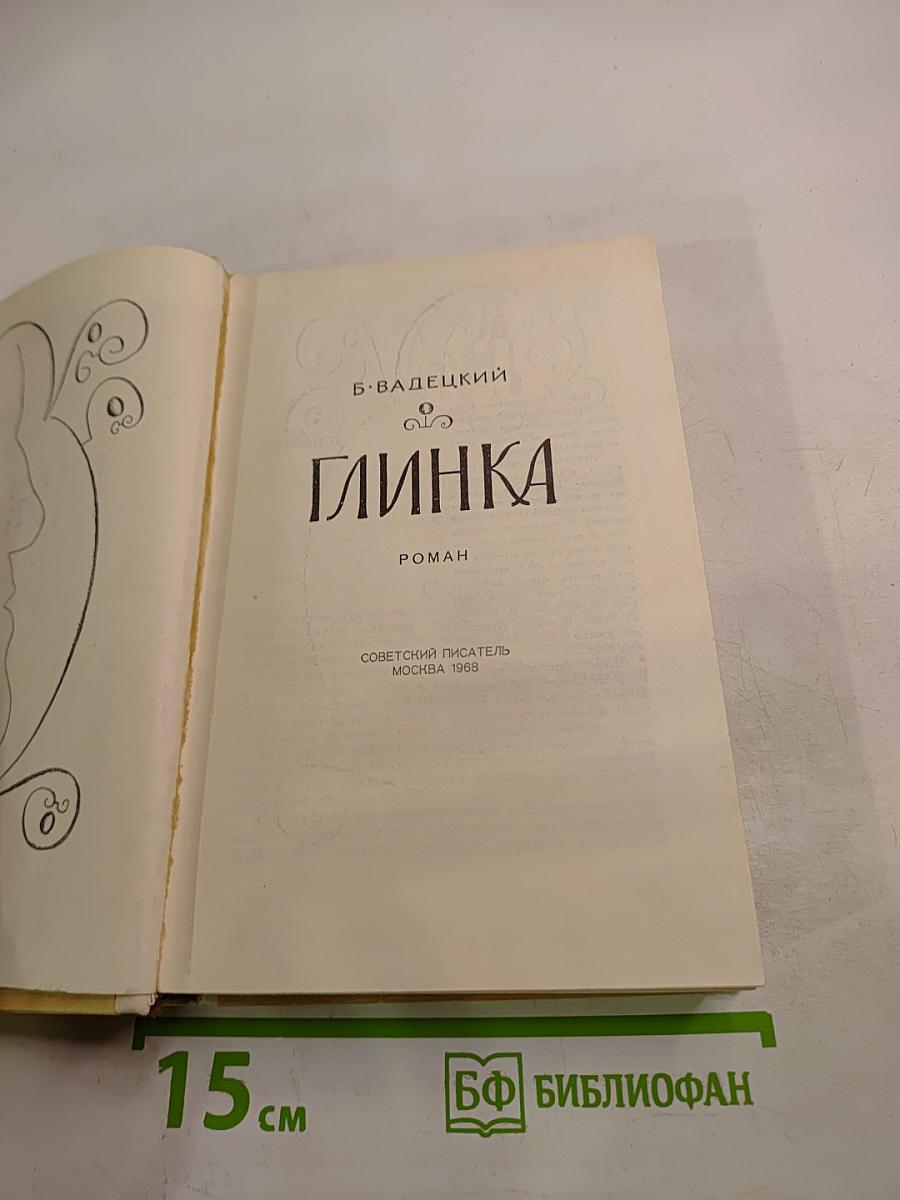 Б·ВАДЕЦКИЙ
ГЛИНКА
РОМАН
СОВЕТСКИЙ ПИСАТЕЛЬ
МОСКВА 1968
15 см
БФ БИБЛИОФАН